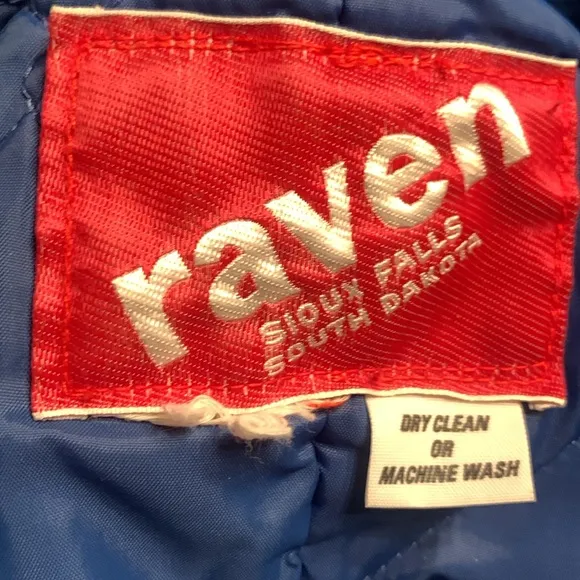 raven
SIOUX FALLS
SOUTH DAKOTA
DRY CLEAN
OR
MACHINE WASH